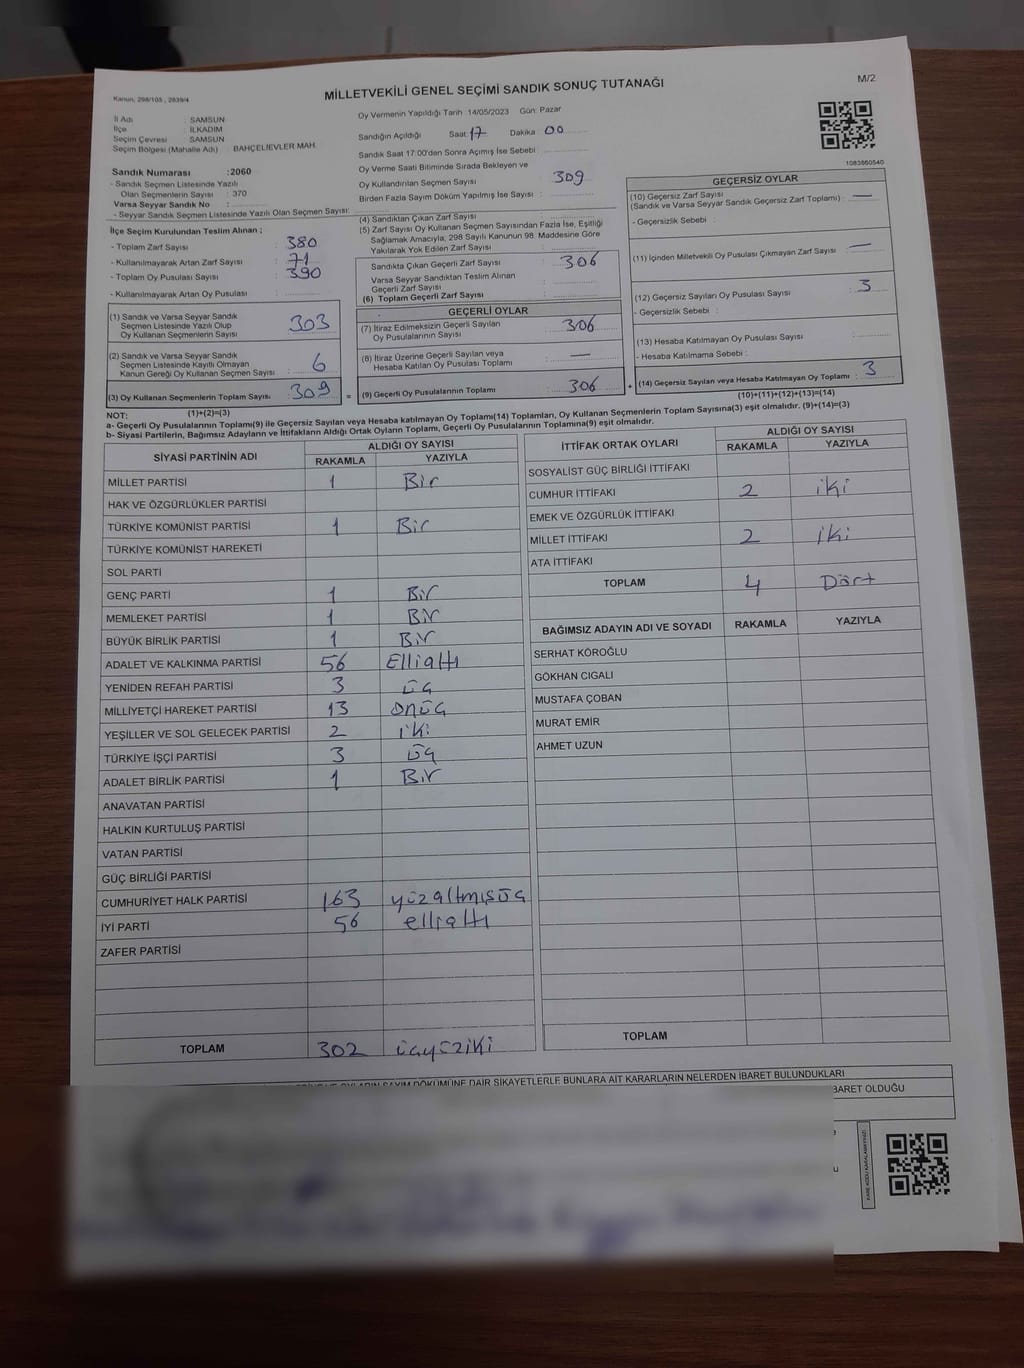 MİLLETVEKİLİ GENEL SEÇİMİ SANDIK SONUÇ TUTANAĞI
M/2
Kanun, 298/105 , 2839/4
İl Adı : SAMSUN
İlçe : İLKADIM
Seçim Çevresi : SAMSUN
Seçim Bölgesi (Mahalle Adı) : BAHÇELİEVLER MAH.
Sandık Numarası :2060
- Sandık Seçmen Listesinde Yazılı
Olan Seçmenlerin Sayısı : 370
Varsa Seyyar Sandık No :
- Seyyar Sandık Seçmen Listesinde Yazılı Olan Seçmen Sayısı:
İlçe Seçim Kurulundan Teslim Alınan ;
- Toplam Zarf Sayısı : 380
- Kullanılmayarak Artan Zarf Sayısı : 71
- Toplam Oy Pusulası Sayısı : 390
- Kullanılmayarak Artan Oy Pusulası :
Oy Vermenin Yapıldığı Tarih 14/05/2023 Gün: Pazar
Sandığın Açıldığı Saat 17 Dakika 00
Sandık Saat 17:00'den Sonra Açımış İse Sebebi :
Oy Verme Saati Bitiminde Sırada Bekleyen ve
Oy Kullandırılan Seçmen Sayısı : 309
Birden Fazla Sayım Döküm Yapılmış İse Sayısı :
(4) Sandıktan Çıkan Zarf Sayısı :
(5) Zarf Sayısı Oy Kullanan Seçmen Sayısından Fazla İse, Eşitliği
Sağlamak Amacıyla; 298 Sayılı Kanunun 98. Maddesine Göre
Yakılarak Yok Edilen Zarf Sayısı :
Sandıkta Çıkan Geçerli Zarf Sayısı : 306
Varsa Seyyar Sandıktan Teslim Alınan
Geçerli Zarf Sayısı :
(6) Toplam Geçerli Zarf Sayısı :
1083860540
(1) Sandık ve Varsa Seyyar Sandık
Seçmen Listesinde Yazılı Olup
Oy Kullanan Seçmenlerin Sayısı : 303
(2) Sandık ve Varsa Seyyar Sandık
Seçmen Listesinde Kayıtlı Olmayan
Kanun Gereği Oy Kullanan Seçmen Sayısı : 6
(3) Oy Kullanan Seçmenlerin Toplam Sayısı : 309
(1)+(2)=(3)
=
GEÇERLİ OYLAR
(7) İtiraz Edilmeksizin Geçerli Sayılan
Oy Pusulalarının Sayısı : 306
(8) İtiraz Üzerine Geçerli Sayılan veya
Hesaba Katılan Oy Pusulası Toplamı : —
(9) Geçerli Oy Pusulalarının Toplamı : 306
+
GEÇERSİZ OYLAR
(10) Geçersiz Zarf Sayısı
(Sandık ve Varsa Seyyar Sandık Geçersiz Zarf Toplamı) : —
- Geçersizlik Sebebi :
(11) İçinden Milletvekili Oy Pusulası Çıkmayan Zarf Sayısı : —
(12) Geçersiz Sayılan Oy Pusulası Sayısı : 3
- Geçersizlik Sebebi :
(13) Hesaba Katılmayan Oy Pusulası Sayısı :
- Hesaba Katılmama Sebebi :
(14) Geçersiz Sayılan veya Hesaba Katılmayan Oy Toplamı : 3
(10)+(11)+(12)+(13)=(14)
NOT:
a- Geçerli Oy Pusulalarının Toplamı(9) ile Geçersiz Sayılan veya Hesaba katılmayan Oy Toplamı(14) Toplamları, Oy Kullanan Seçmenlerin Toplam Sayısına(3) eşit olmalıdır. (9)+(14)=(3)
b- Siyasi Partilerin, Bağımsız Adayların ve İttifakların Aldığı Ortak Oyların Toplamı, Geçerli Oy Pusulalarının Toplamına(9) eşit olmalıdır.
SİYASİ PARTİNİN ADI ALDIĞI OY SAYISI
RAKAMLA YAZIYLA
MİLLET PARTİSİ 1 Bir
HAK VE ÖZGÜRLÜKLER PARTİSİ
TÜRKİYE KOMÜNİST PARTİSİ 1 Bir
TÜRKİYE KOMÜNİST HAREKETİ
SOL PARTİ
GENÇ PARTİ 1 Bir
MEMLEKET PARTİSİ 1 Bir
BÜYÜK BİRLİK PARTİSİ 1 Bir
ADALET VE KALKINMA PARTİSİ 56 ElliAltı
YENİDEN REFAH PARTİSİ 3 üç
MİLLİYETÇİ HAREKET PARTİSİ 13 onüç
YEŞİLLER VE SOL GELECEK PARTİSİ 2 iki
TÜRKİYE İŞÇİ PARTİSİ 3 üç
ADALET BİRLİK PARTİSİ 1 Bir
ANAVATAN PARTİSİ
HALKIN KURTULUŞ PARTİSİ
VATAN PARTİSİ
GÜÇ BİRLİĞİ PARTİSİ
CUMHURİYET HALK PARTİSİ 163 yüzaltmışüç
İYİ PARTİ 56 elliAltı
ZAFER PARTİSİ
TOPLAM 302 üçyüziki
İTTİFAK ORTAK OYLARI ALDIĞI OY SAYISI
RAKAMLA YAZIYLA
SOSYALİST GÜÇ BİRLİĞİ İTTİFAKI
CUMHUR İTTİFAKI 2 iki
EMEK VE ÖZGÜRLÜK İTTİFAKI
MİLLET İTTİFAKI 2 iki
ATA İTTİFAKI
TOPLAM 4 Dört
BAĞIMSIZ ADAYIN ADI VE SOYADI RAKAMLA YAZIYLA
SERHAT KÖROĞLU
GÖKHAN CIGALI
MUSTAFA ÇOBAN
MURAT EMİR
AHMET UZUN
TOPLAM
SAYIM DÖKÜMÜNE DAİR ŞİKAYETLERLE BUNLARA AİT KARARLARIN NELERDEN İBARET BULUNDUKLARI
İBARET OLDUĞU
KARE KODU KARALAMAYINIZ!